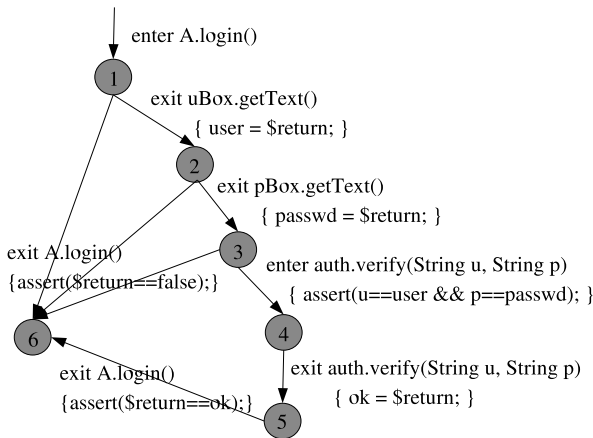 enter A.login()
1
exit uBox.getText()
{ user = $return; }
2
exit pBox.getText()
{ passwd = $return; }
3
exit A.login()
{assert($return==false);}
enter auth.verify(String u, String p)
{ assert(u==user && p==passwd); }
6
4
exit auth.verify(String u, String p)
{ ok = $return; }
exit A.login()
{assert($return==ok);}
5